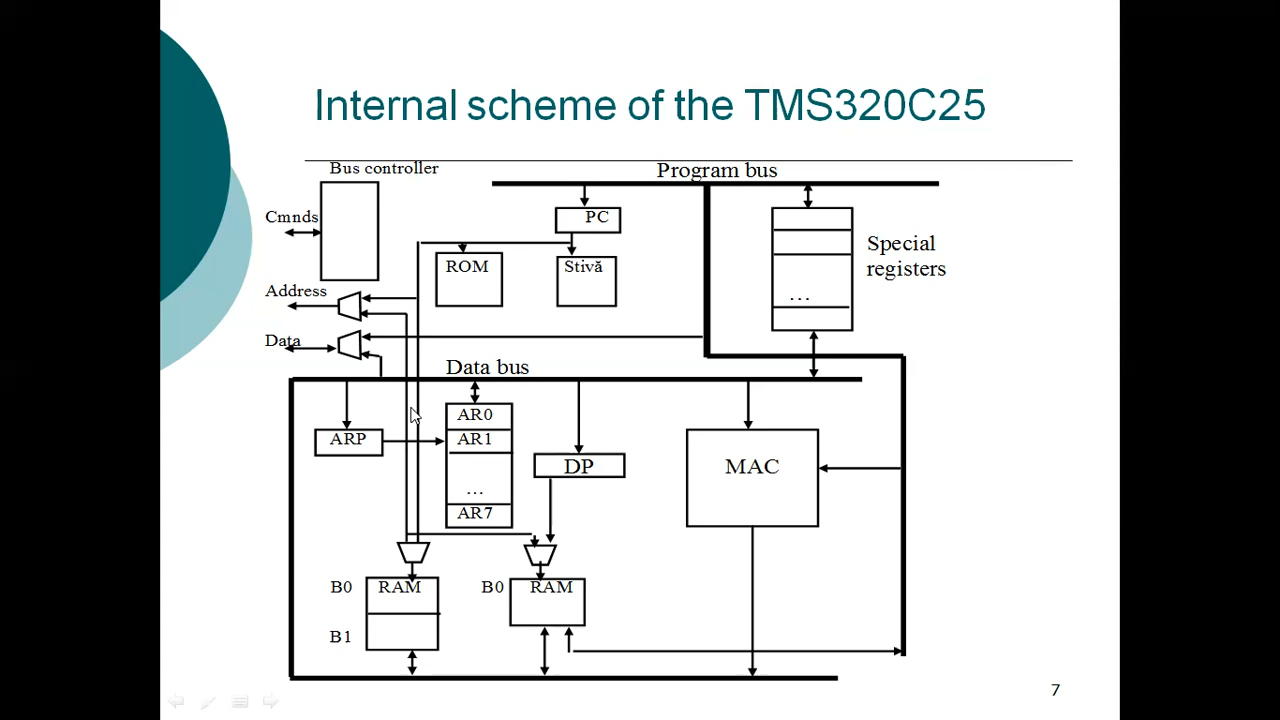 Internal scheme of the TMS320C25
Bus controller
Program bus
Cmnds
PC
Special
registers
ROM
Stivă
Address
...
Data
Data bus
AR0
ARP
AR1
DP
MAC
...
AR7
B0
RAM
B0
RAM
B1
7